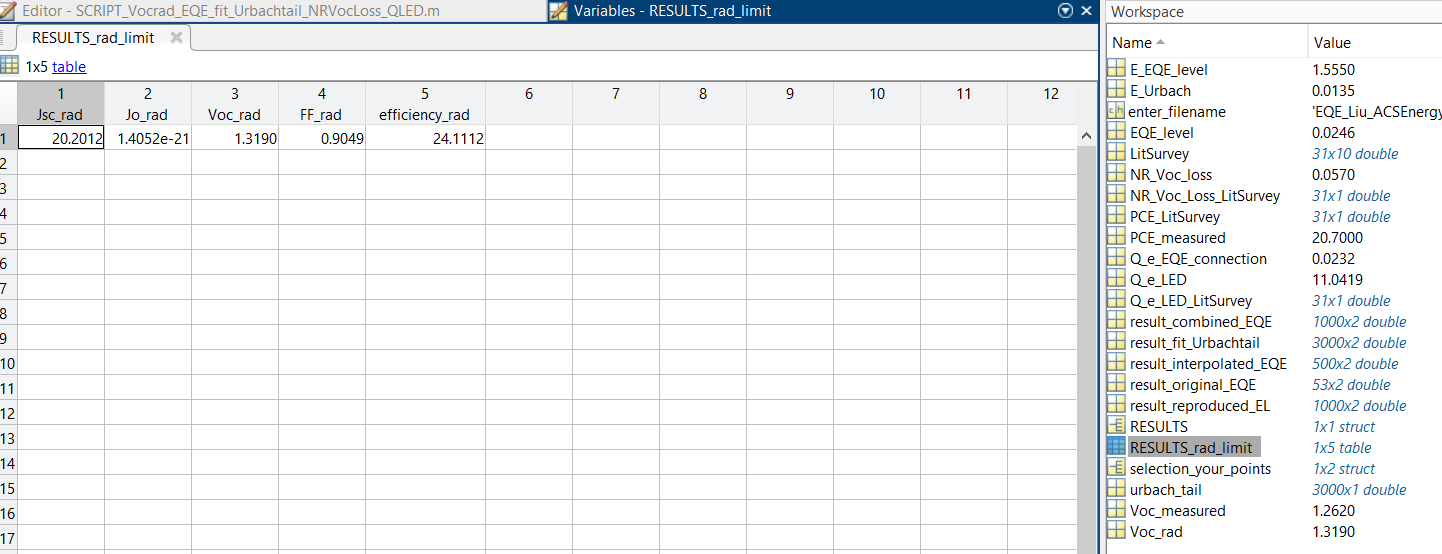 Editor - SCRIPT_Vocrad_EQE_fit_Urbachtail_NRVocLoss_QLED.m
Variables - RESULTS_rad_limit
RESULTS_rad_limit
1x5 table
1 2 3 4 5 6 7 8 9 10 11 12
Jsc_rad Jo_rad Voc_rad FF_rad efficiency_rad
1 20.2012 1.4052e-21 1.3190 0.9049 24.1112
2
3
4
5
6
7
8
9
10
11
12
13
14
15
16
17
Workspace
Name Value
E_EQE_level 1.5550
E_Urbach 0.0135
enter_filename 'EQE_Liu_ACSEnergy
EQE_level 0.0246
LitSurvey 31x10 double
NR_Voc_loss 0.0570
NR_Voc_Loss_LitSurvey 31x1 double
PCE_LitSurvey 31x1 double
PCE_measured 20.7000
Q_e_EQE_connection 0.0232
Q_e_LED 11.0419
Q_e_LED_LitSurvey 31x1 double
result_combined_EQE 1000x2 double
result_fit_Urbachtail 3000x2 double
result_interpolated_EQE 500x2 double
result_original_EQE 53x2 double
result_reproduced_EL 1000x2 double
RESULTS 1x1 struct
RESULTS_rad_limit 1x5 table
selection_your_points 1x2 struct
urbach_tail 3000x1 double
Voc_measured 1.2620
Voc_rad 1.3190